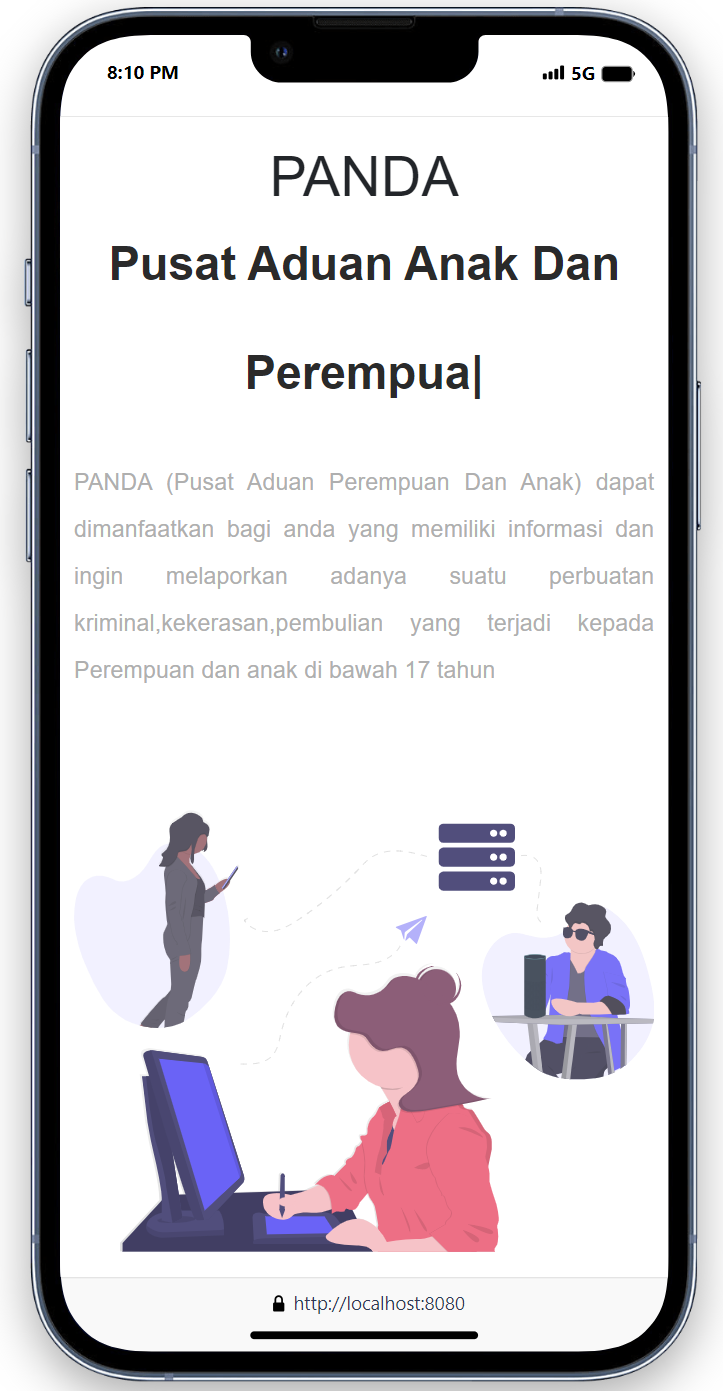 8:10 PM 5G
PANDA
Pusat Aduan Anak Dan
Perempua|
PANDA (Pusat Aduan Perempuan Dan Anak) dapat
dimanfaatkan bagi anda yang memiliki informasi dan
ingin melaporkan adanya suatu perbuatan
kriminal,kekerasan,pembulian yang terjadi kepada
Perempuan dan anak di bawah 17 tahun
http://localhost:8080